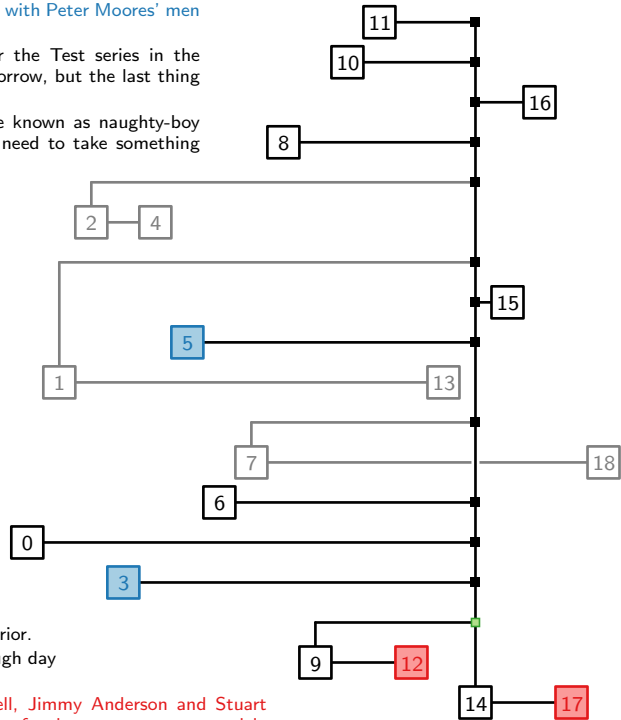 with Peter Moores' men
11
r the Test series in the
10
orrow, but the last thing
16
e known as naughty-boy
8
need to take something
2
4
15
5
1
13
7
18
6
0
3
rior.
ugh day
9
12
ell, Jimmy Anderson and Stuart
14
17